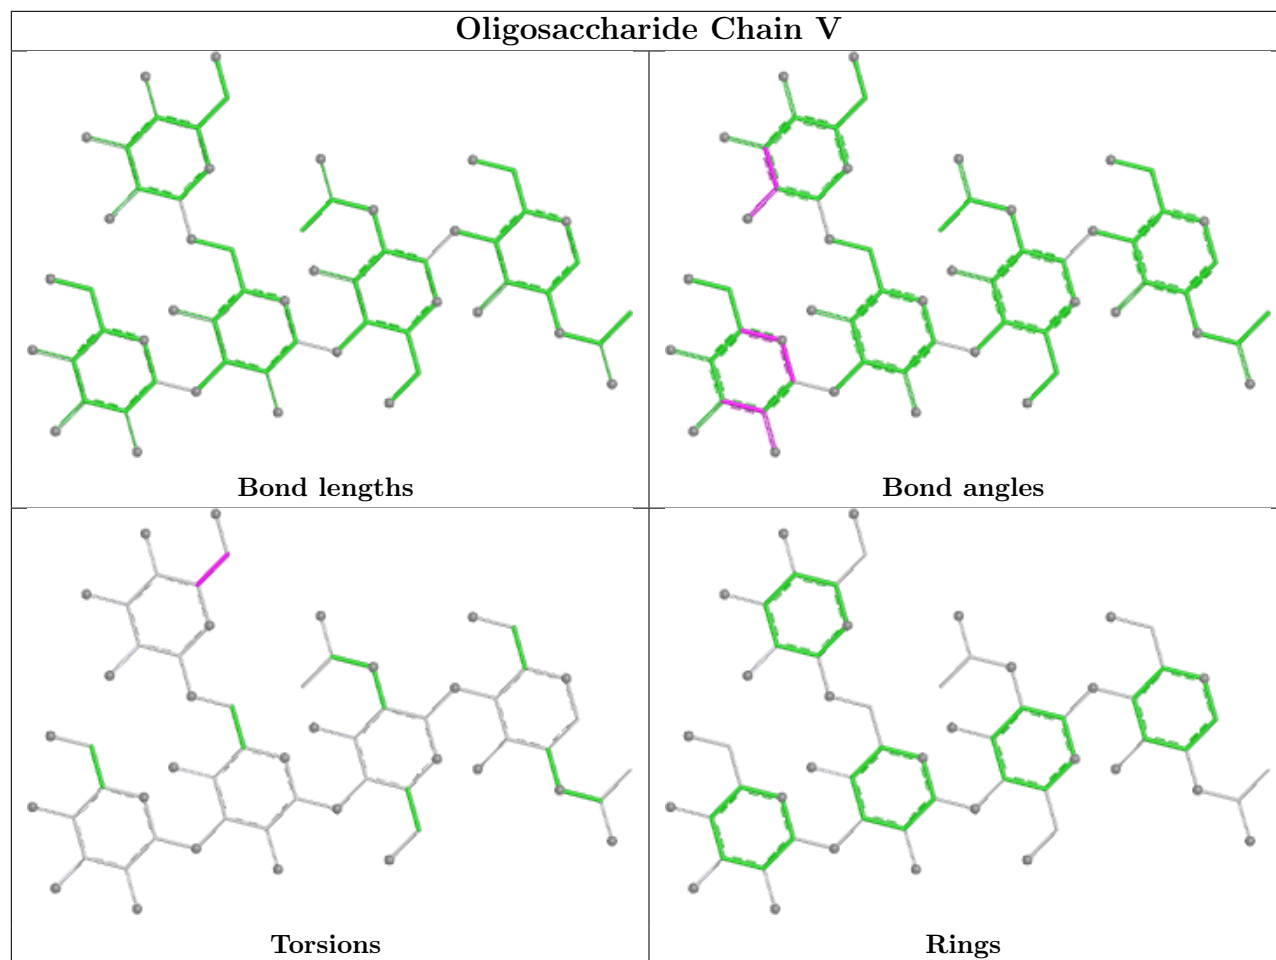 Oligosaccharide Chain V
Bond lengths
Bond angles
Torsions
Rings